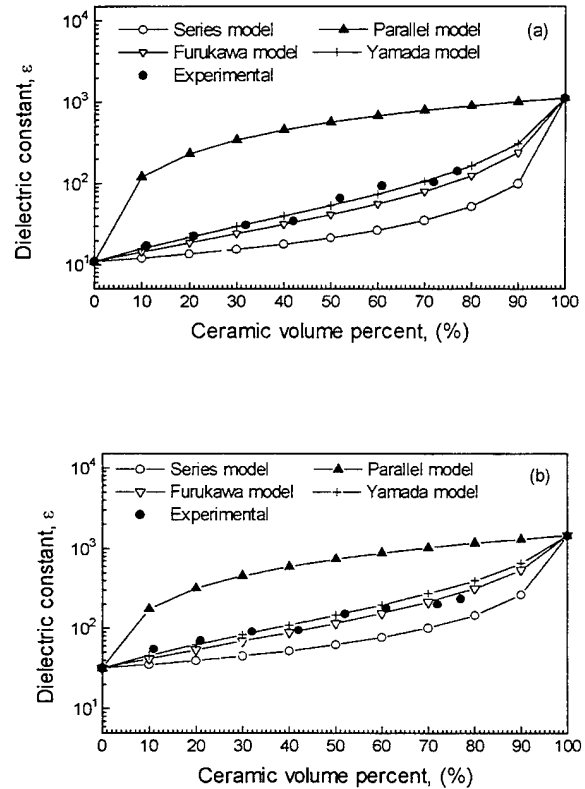 (a)
Series model
Parallel model
Furukawa model
Yamada model
Experimental
10⁴
10³
10²
10¹
Dielectric constant, ε
0 10 20 30 40 50 60 70 80 90 100
Ceramic volume percent, (%)
(b)
Series model
Parallel model
Furukawa model
Yamada model
Experimental
10⁴
10³
10²
10¹
Dielectric constant, ε
0 10 20 30 40 50 60 70 80 90 100
Ceramic volume percent, (%)